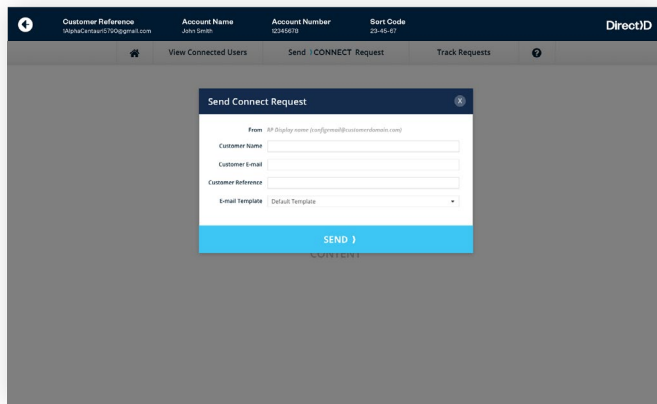 Customer Reference Account Name Account Number Sort Code
1AlphaCentauri5790@gmail.com John Smith 12345678 23-45-67
Direct)D
View Connected Users Send ⟩CONNECT Request Track Requests ?
Send Connect Request X
From RP Display name (configemail@customerdomain.com)
Customer Name
Customer E-mail
Customer Reference
E-mail Template Default Template
SEND ⟩
CONTENT